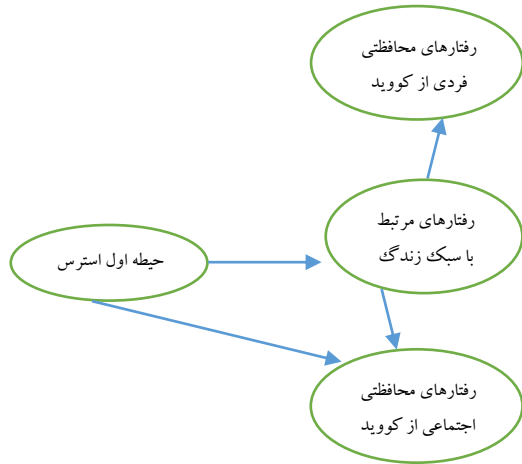 رفتارهای محافظتی
فردی از کووید
رفتارهای مرتبط
با سبک زندگ
حیطه اول استرس
رفتارهای محافظتی
اجتماعی از کووید